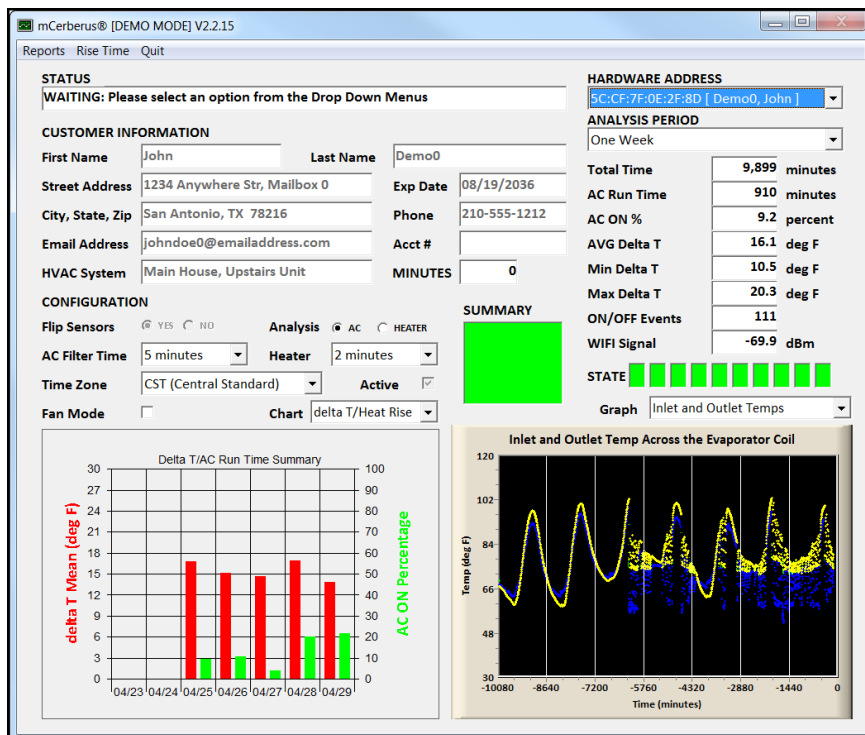 mCerberus® [DEMO MODE] V2.2.15
Reports Rise Time Quit
STATUS
WAITING: Please select an option from the Drop Down Menus
HARDWARE ADDRESS
5C:CF:7F:0E:2F:8D [ Demo0, John ]
ANALYSIS PERIOD
One Week
CUSTOMER INFORMATION
First Name John Last Name Demo0
Street Address 1234 Anywhere Str, Mailbox 0 Exp Date 08/19/2036
City, State, Zip San Antonio, TX 78216 Phone 210-555-1212
Email Address johndoe0@emailaddress.com Acct #
HVAC System Main House, Upstairs Unit MINUTES 0
Total Time 9,899 minutes
AC Run Time 910 minutes
AC ON % 9.2 percent
AVG Delta T 16.1 deg F
Min Delta T 10.5 deg F
Max Delta T 20.3 deg F
ON/OFF Events 111
WIFI Signal -69.9 dBm
STATE
Graph Inlet and Outlet Temps
CONFIGURATION
Flip Sensors YES NO Analysis AC HEATER
AC Filter Time 5 minutes Heater 2 minutes
Time Zone CST (Central Standard) Active
Fan Mode Chart delta T/Heat Rise
SUMMARY
Delta T/AC Run Time Summary
delta T Mean (deg F)
30 27 24 21 18 15 12 9 6 3 0
100 90 80 70 60 50 40 30 20 10 0
AC ON Percentage
04/23 04/24 04/25 04/26 04/27 04/28 04/29
Inlet and Outlet Temp Across the Evaporator Coil
Temp (deg F)
120 102 84 66 48 30
-10080 -8640 -7200 -5760 -4320 -2880 -1440 0
Time (minutes)